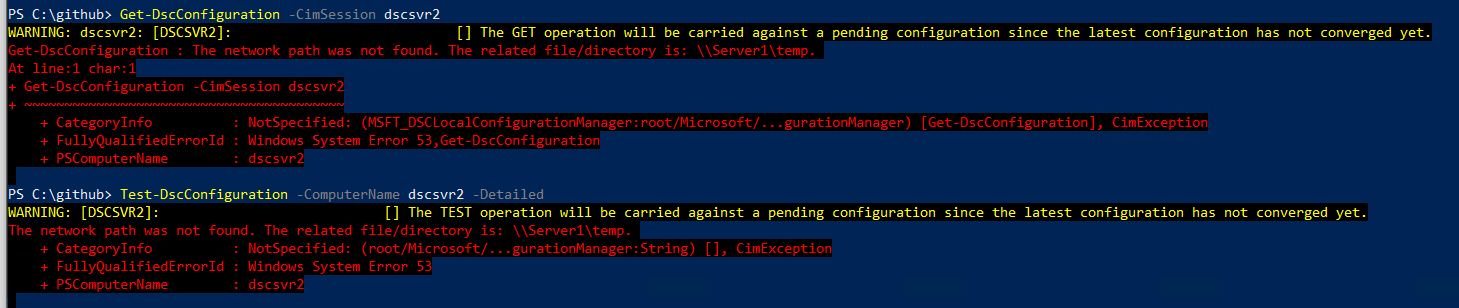 PS C:\github> Get-DscConfiguration -CimSession dscsvr2
WARNING: dscsvr2: [DSCSVR2]:                            [] The GET operation will be carried against a pending configuration since the latest configuration has not converged yet.
Get-DscConfiguration : The network path was not found. The related file/directory is: \\Server1\temp.
At line:1 char:1
+ Get-DscConfiguration -CimSession dscsvr2
+ ~~~~~~~~~~~~~~~~~~~~~~~~~~~~~~~~~~~~~~~~
    + CategoryInfo          : NotSpecified: (MSFT_DSCLocalConfigurationManager:root/Microsoft/...gurationManager) [Get-DscConfiguration], CimException
    + FullyQualifiedErrorId : Windows System Error 53,Get-DscConfiguration
    + PSComputerName        : dscsvr2
PS C:\github> Test-DscConfiguration -ComputerName dscsvr2 -Detailed
WARNING: [DSCSVR2]:                            [] The TEST operation will be carried against a pending configuration since the latest configuration has not converged yet.
The network path was not found. The related file/directory is: \\Server1\temp.
    + CategoryInfo          : NotSpecified: (root/Microsoft/...gurationManager:String) [], CimException
    + FullyQualifiedErrorId : Windows System Error 53
    + PSComputerName        : dscsvr2